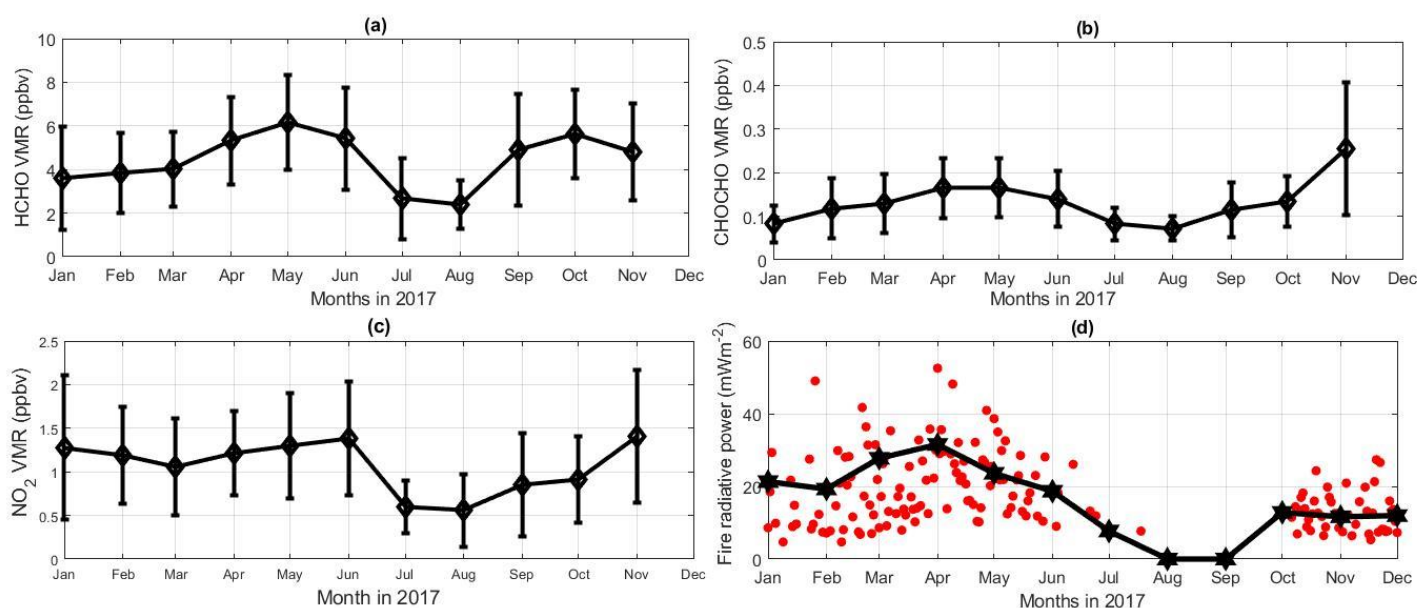 (a)
HCHO VMR (ppbv)
10
8
6
4
2
0
Jan Feb Mar Apr May Jun Jul Aug Sep Oct Nov Dec
Months in 2017
(b)
CHOCHO VMR (ppbv)
0.5
0.4
0.3
0.2
0.1
0
Jan Feb Mar Apr May Jun Jul Aug Sep Oct Nov Dec
Months in 2017
(c)
NO2 VMR (ppbv)
2.5
2
1.5
1
0.5
0
Jan Feb Mar Apr May Jun Jul Aug Sep Oct Nov Dec
Month in 2017
(d)
Fire radiative power (mWm-2)
60
40
20
0
Jan Feb Mar Apr May Jun Jul Aug Sep Oct Nov Dec
Months in 2017